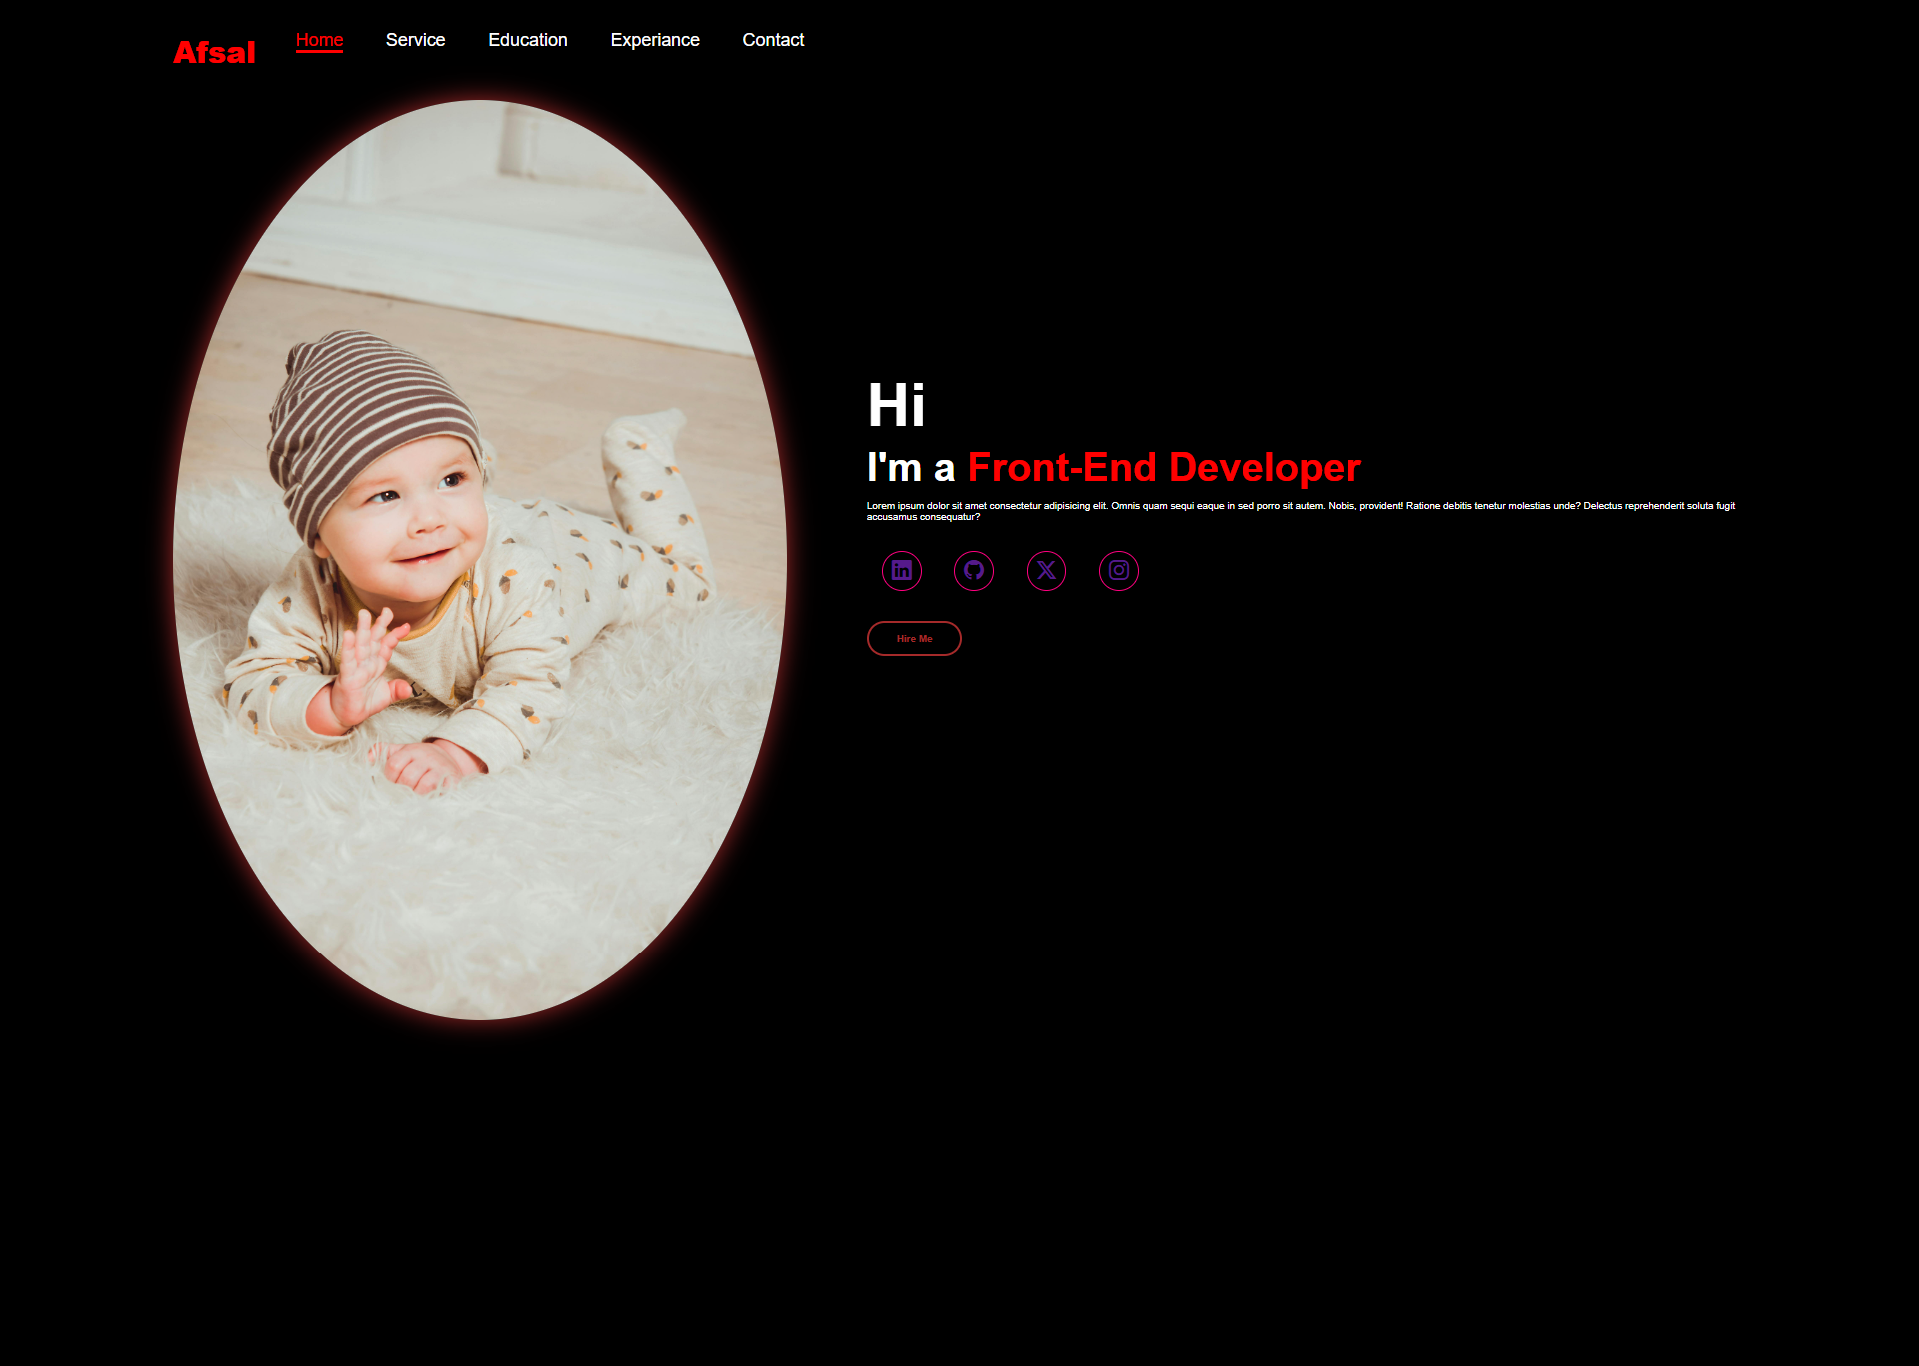 Afsal
Home Service Education Experiance Contact
Hi
I'm a Front-End Developer
Lorem ipsum dolor sit amet consectetur adipisicing elit. Omnis quam sequi eaque in sed porro sit autem. Nobis, provident! Ratione debitis tenetur molestias unde? Delectus reprehenderit soluta fugit
accusamus consequatur?
in
Hire Me